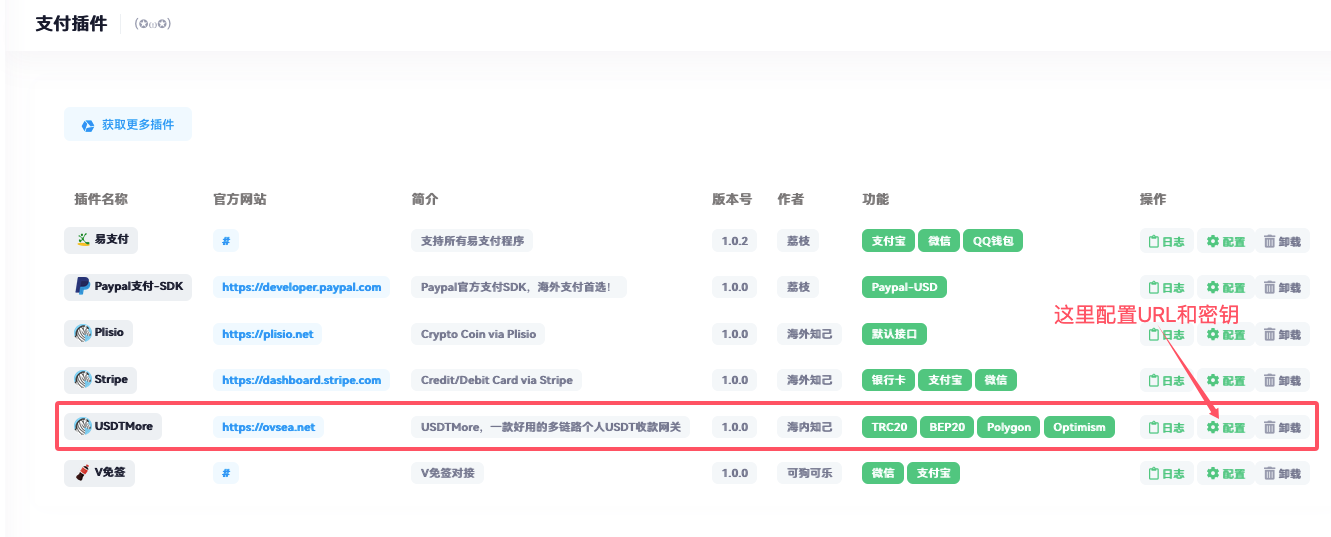 支付插件 (✪ω✪)
获取更多插件
插件名称 官方网站 简介 版本号 作者 功能 操作
易支付 # 支持所有易支付程序 1.0.2 荔枝 支付宝 微信 QQ钱包 日志 配置 卸载
Paypal支付-SDK https://developer.paypal.com Paypal官方支付SDK，海外支付首选！ 1.0.0 荔枝 Paypal-USD 日志 配置 卸载
这里配置URL和密钥
Plisio https://plisio.net Crypto Coin via Plisio 1.0.0 海外知己 默认接口 日志 配置 卸载
Stripe https://dashboard.stripe.com Credit/Debit Card via Stripe 1.0.0 海外知己 银行卡 支付宝 微信 日志 配置 卸载
USDTMore https://ovsea.net USDTMore，一款好用的多链路个人USDT收款网关 1.0.0 海内知己 TRC20 BEP20 Polygon Optimism 日志 配置 卸载
V免签 # V免签对接 1.0.0 可狗可乐 微信 支付宝 日志 配置 卸载